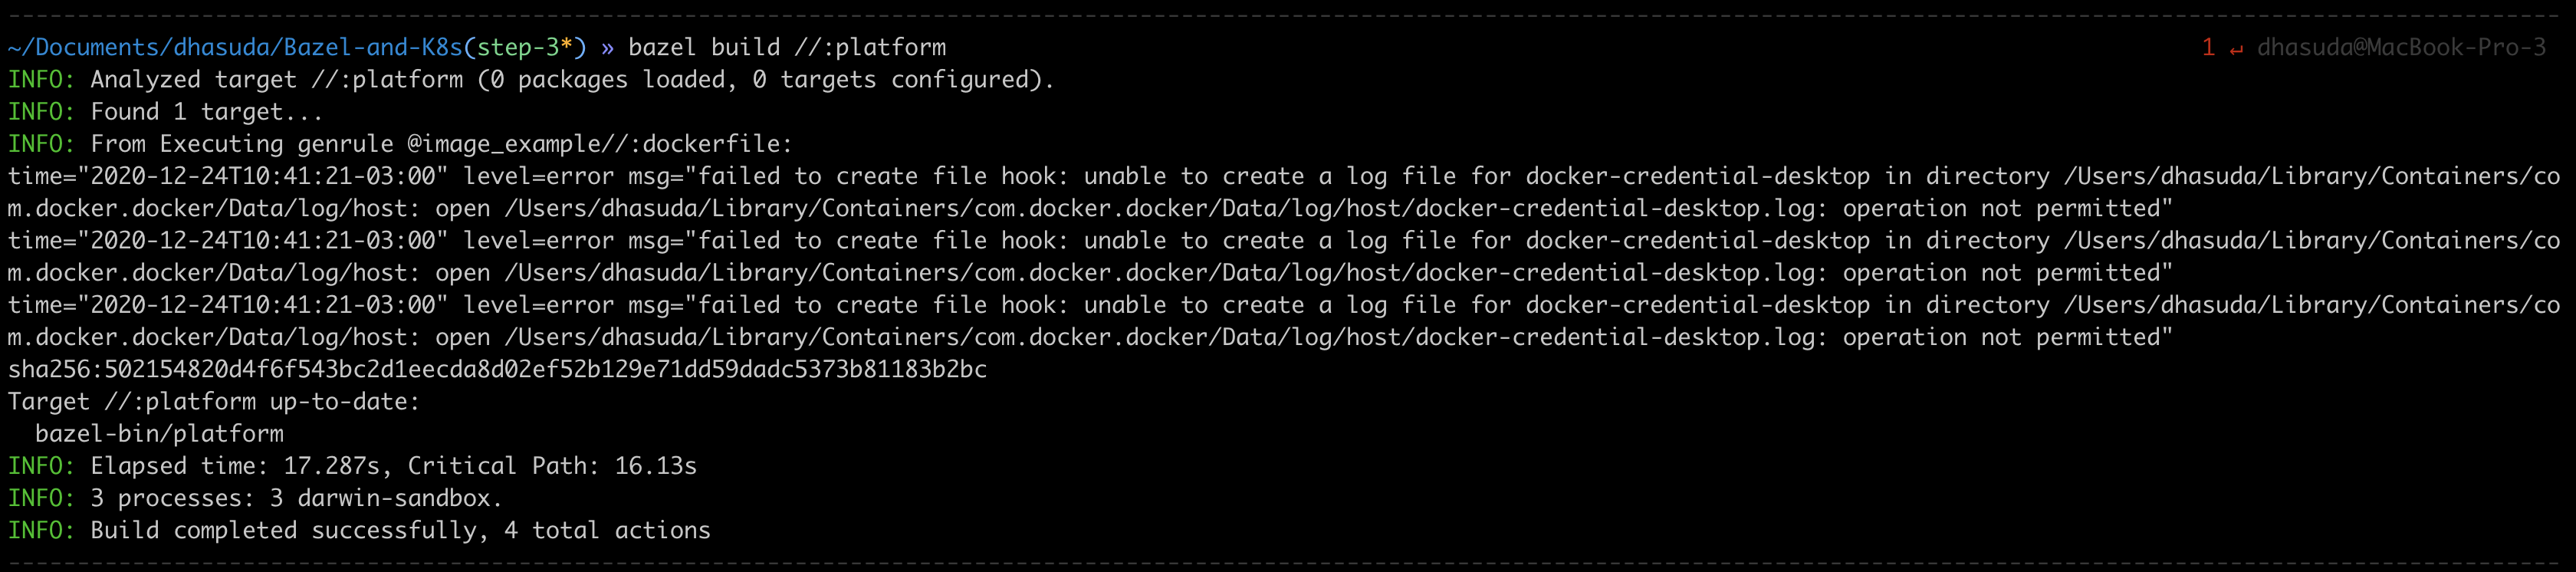 ~/Documents/dhasuda/Bazel-and-K8s(step-3*) » bazel build //:platform 1 ↵ dhasuda@MacBook-Pro-3
INFO: Analyzed target //:platform (0 packages loaded, 0 targets configured).
INFO: Found 1 target...
INFO: From Executing genrule @image_example//:dockerfile:
time="2020-12-24T10:41:21-03:00" level=error msg="failed to create file hook: unable to create a log file for docker-credential-desktop in directory /Users/dhasuda/Library/Containers/co
m.docker.docker/Data/log/host: open /Users/dhasuda/Library/Containers/com.docker.docker/Data/log/host/docker-credential-desktop.log: operation not permitted"
time="2020-12-24T10:41:21-03:00" level=error msg="failed to create file hook: unable to create a log file for docker-credential-desktop in directory /Users/dhasuda/Library/Containers/co
m.docker.docker/Data/log/host: open /Users/dhasuda/Library/Containers/com.docker.docker/Data/log/host/docker-credential-desktop.log: operation not permitted"
time="2020-12-24T10:41:21-03:00" level=error msg="failed to create file hook: unable to create a log file for docker-credential-desktop in directory /Users/dhasuda/Library/Containers/co
m.docker.docker/Data/log/host: open /Users/dhasuda/Library/Containers/com.docker.docker/Data/log/host/docker-credential-desktop.log: operation not permitted"
sha256:502154820d4f6f543bc2d1eecda8d02ef52b129e71dd59dadc5373b81183b2bc
Target //:platform up-to-date:
  bazel-bin/platform
INFO: Elapsed time: 17.287s, Critical Path: 16.13s
INFO: 3 processes: 3 darwin-sandbox.
INFO: Build completed successfully, 4 total actions